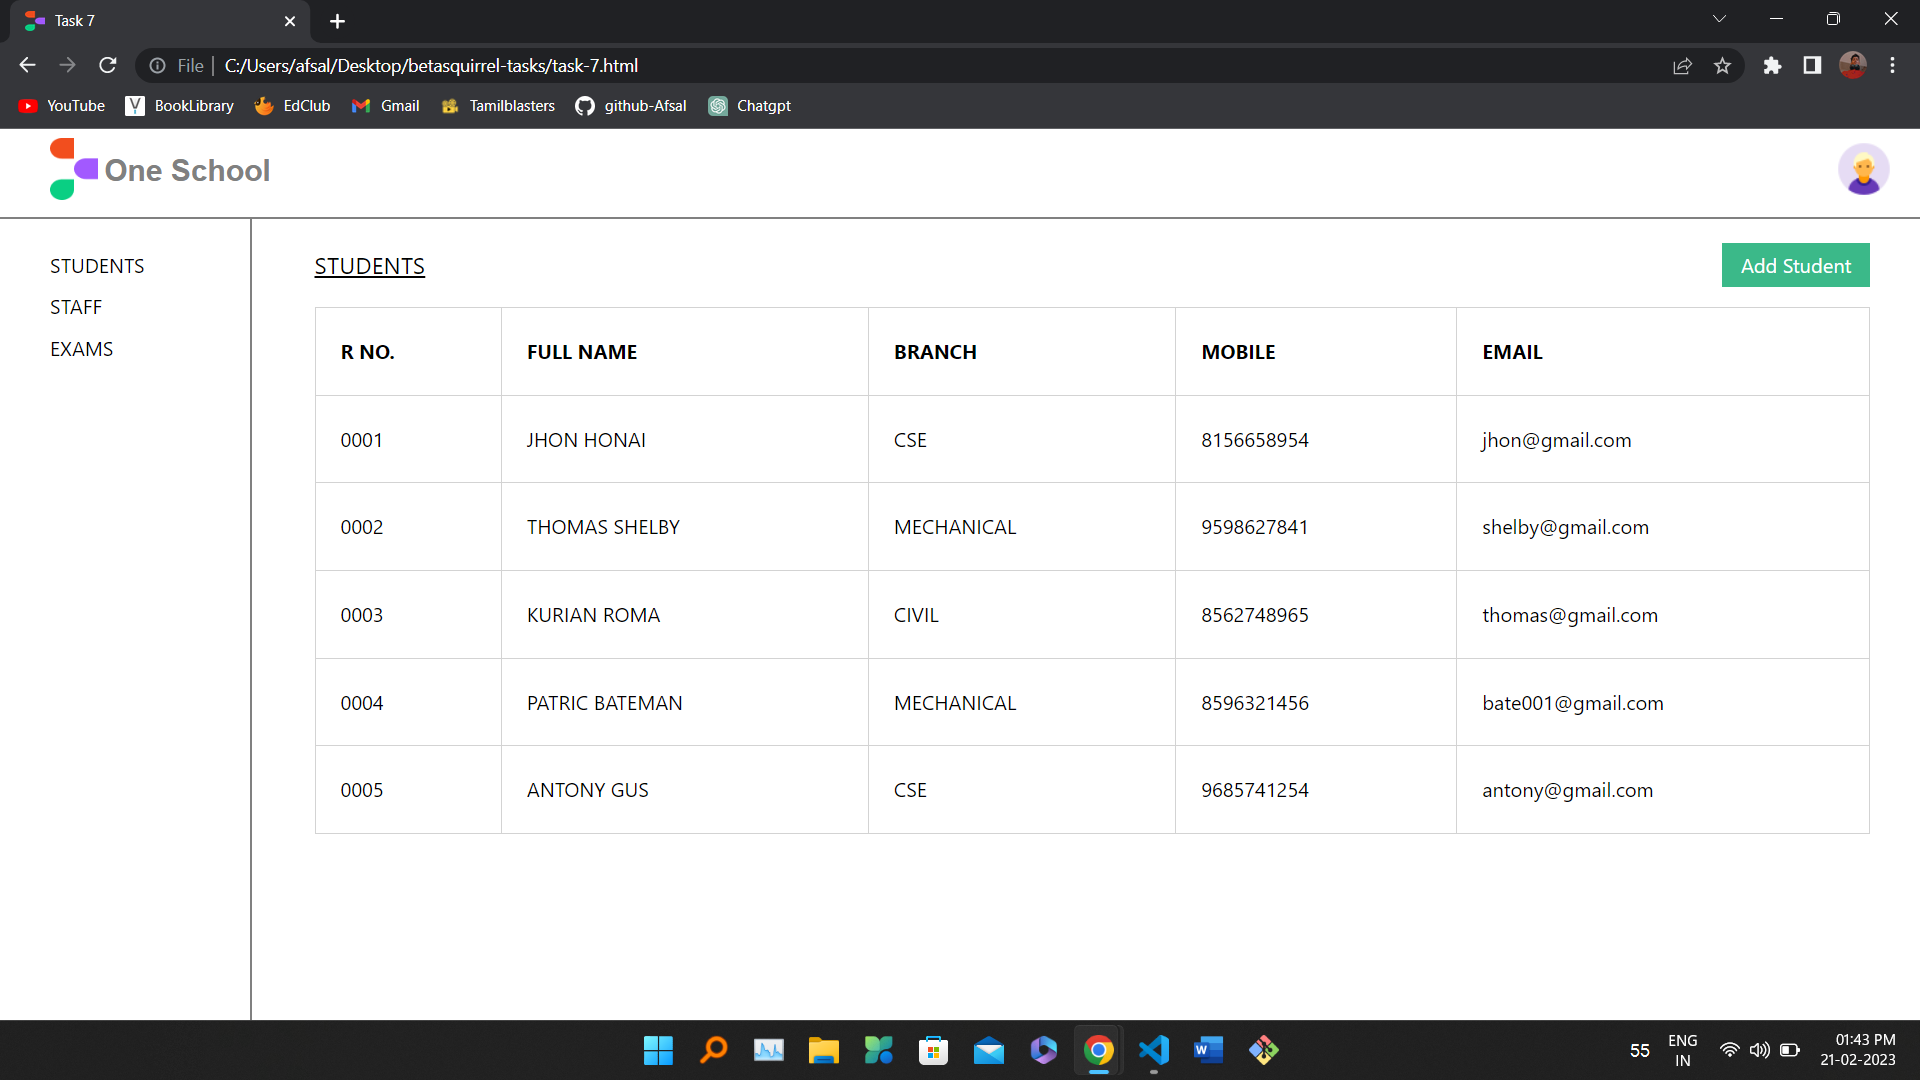 Task 7
File C:/Users/afsal/Desktop/betasquirrel-tasks/task-7.html
YouTube BookLibrary EdClub Gmail Tamilblasters github-Afsal Chatgpt
One School
STUDENTS
STAFF
EXAMS
STUDENTS Add Student
R NO. FULL NAME BRANCH MOBILE EMAIL
0001 JHON HONAI CSE 8156658954 jhon@gmail.com
0002 THOMAS SHELBY MECHANICAL 9598627841 shelby@gmail.com
0003 KURIAN ROMA CIVIL 8562748965 thomas@gmail.com
0004 PATRIC BATEMAN MECHANICAL 8596321456 bate001@gmail.com
0005 ANTONY GUS CSE 9685741254 antony@gmail.com
55 ENG 01:43 PM
IN 21-02-2023